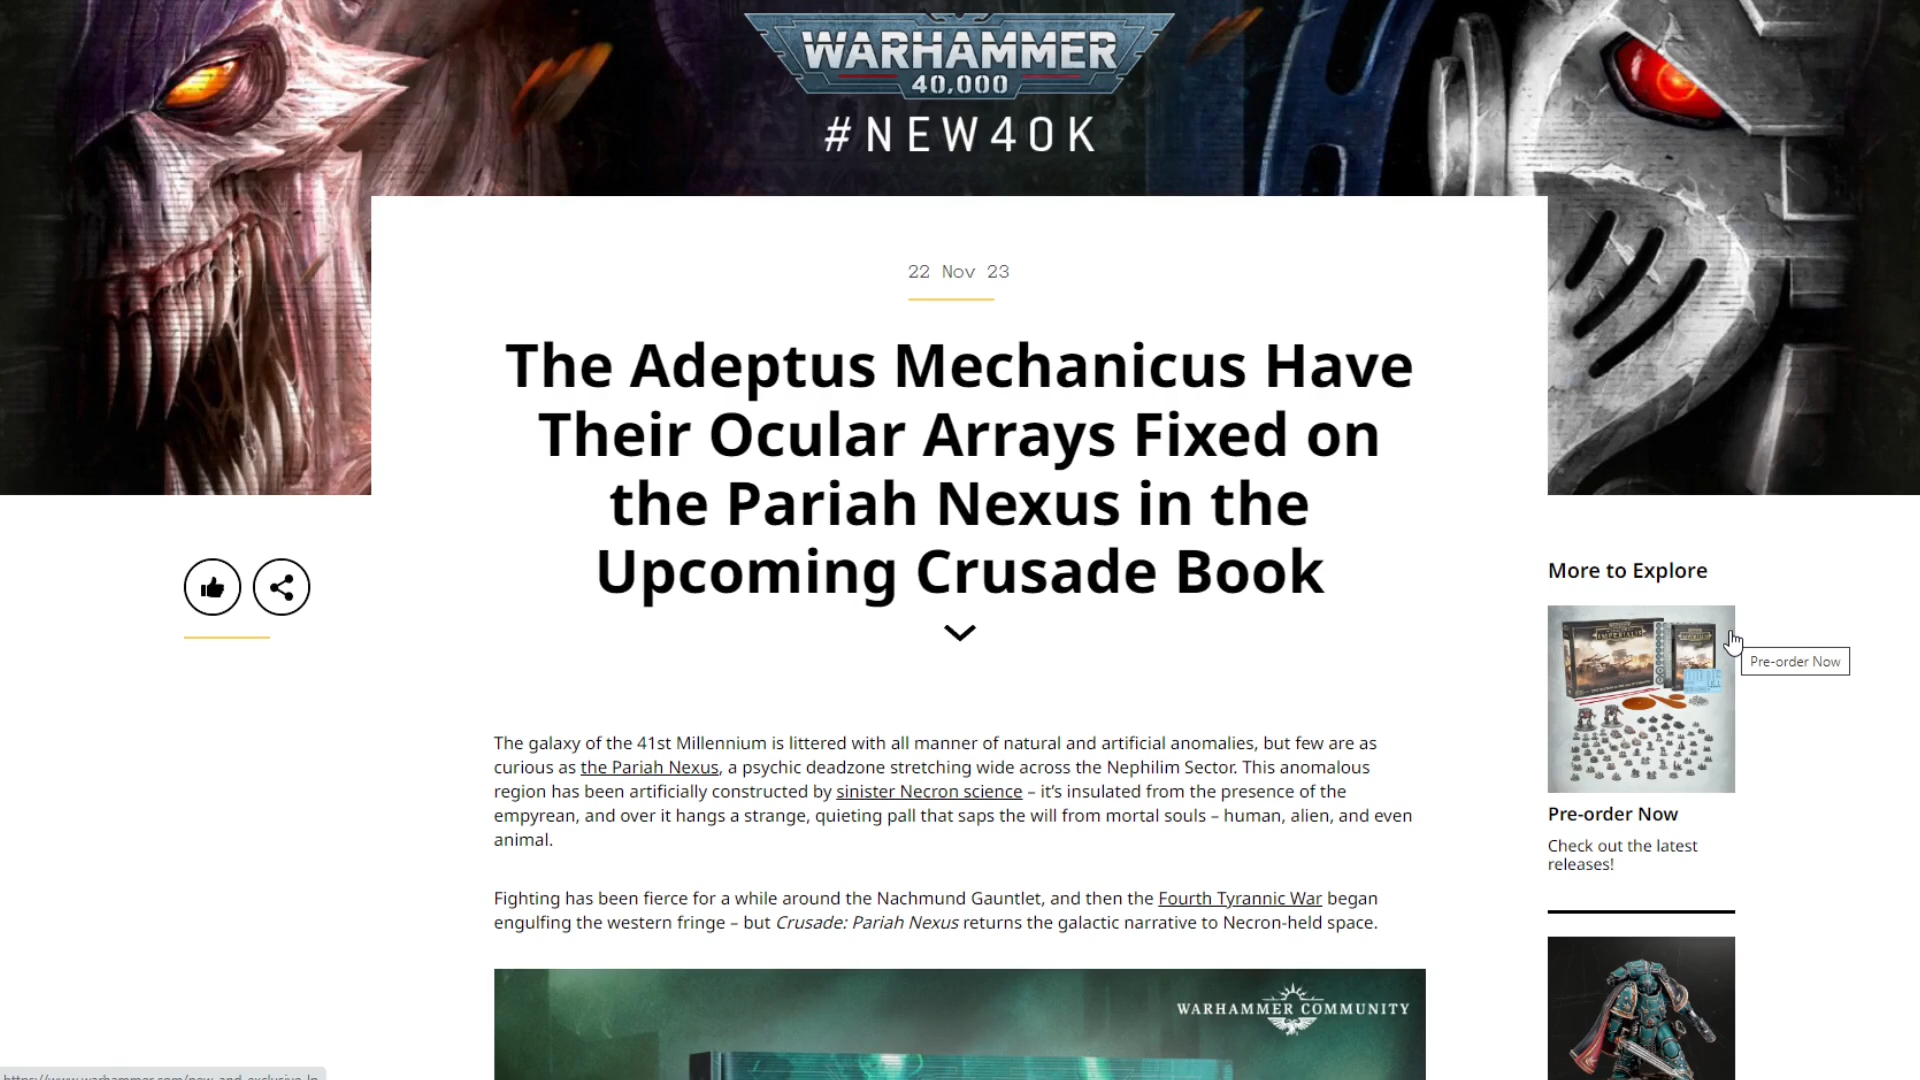 WARHAMMER
40,000
#NEW40K
22 Nov 23
The Adeptus Mechanicus Have
Their Ocular Arrays Fixed on
the Pariah Nexus in the
Upcoming Crusade Book
The galaxy of the 41st Millennium is littered with all manner of natural and artificial anomalies, but few are as
curious as the Pariah Nexus, a psychic deadzone stretching wide across the Nephilim Sector. This anomalous
region has been artificially constructed by sinister Necron science – it’s insulated from the presence of the
empyrean, and over it hangs a strange, quieting pall that saps the will from mortal souls – human, alien, and even
animal.
Fighting has been fierce for a while around the Nachmund Gauntlet, and then the Fourth Tyrannic War began
engulfing the western fringe – but Crusade: Pariah Nexus returns the galactic narrative to Necron-held space.
WARHAMMER COMMUNITY
More to Explore
IMPERIALIS
Pre-order Now
Pre-order Now
Check out the latest
releases!